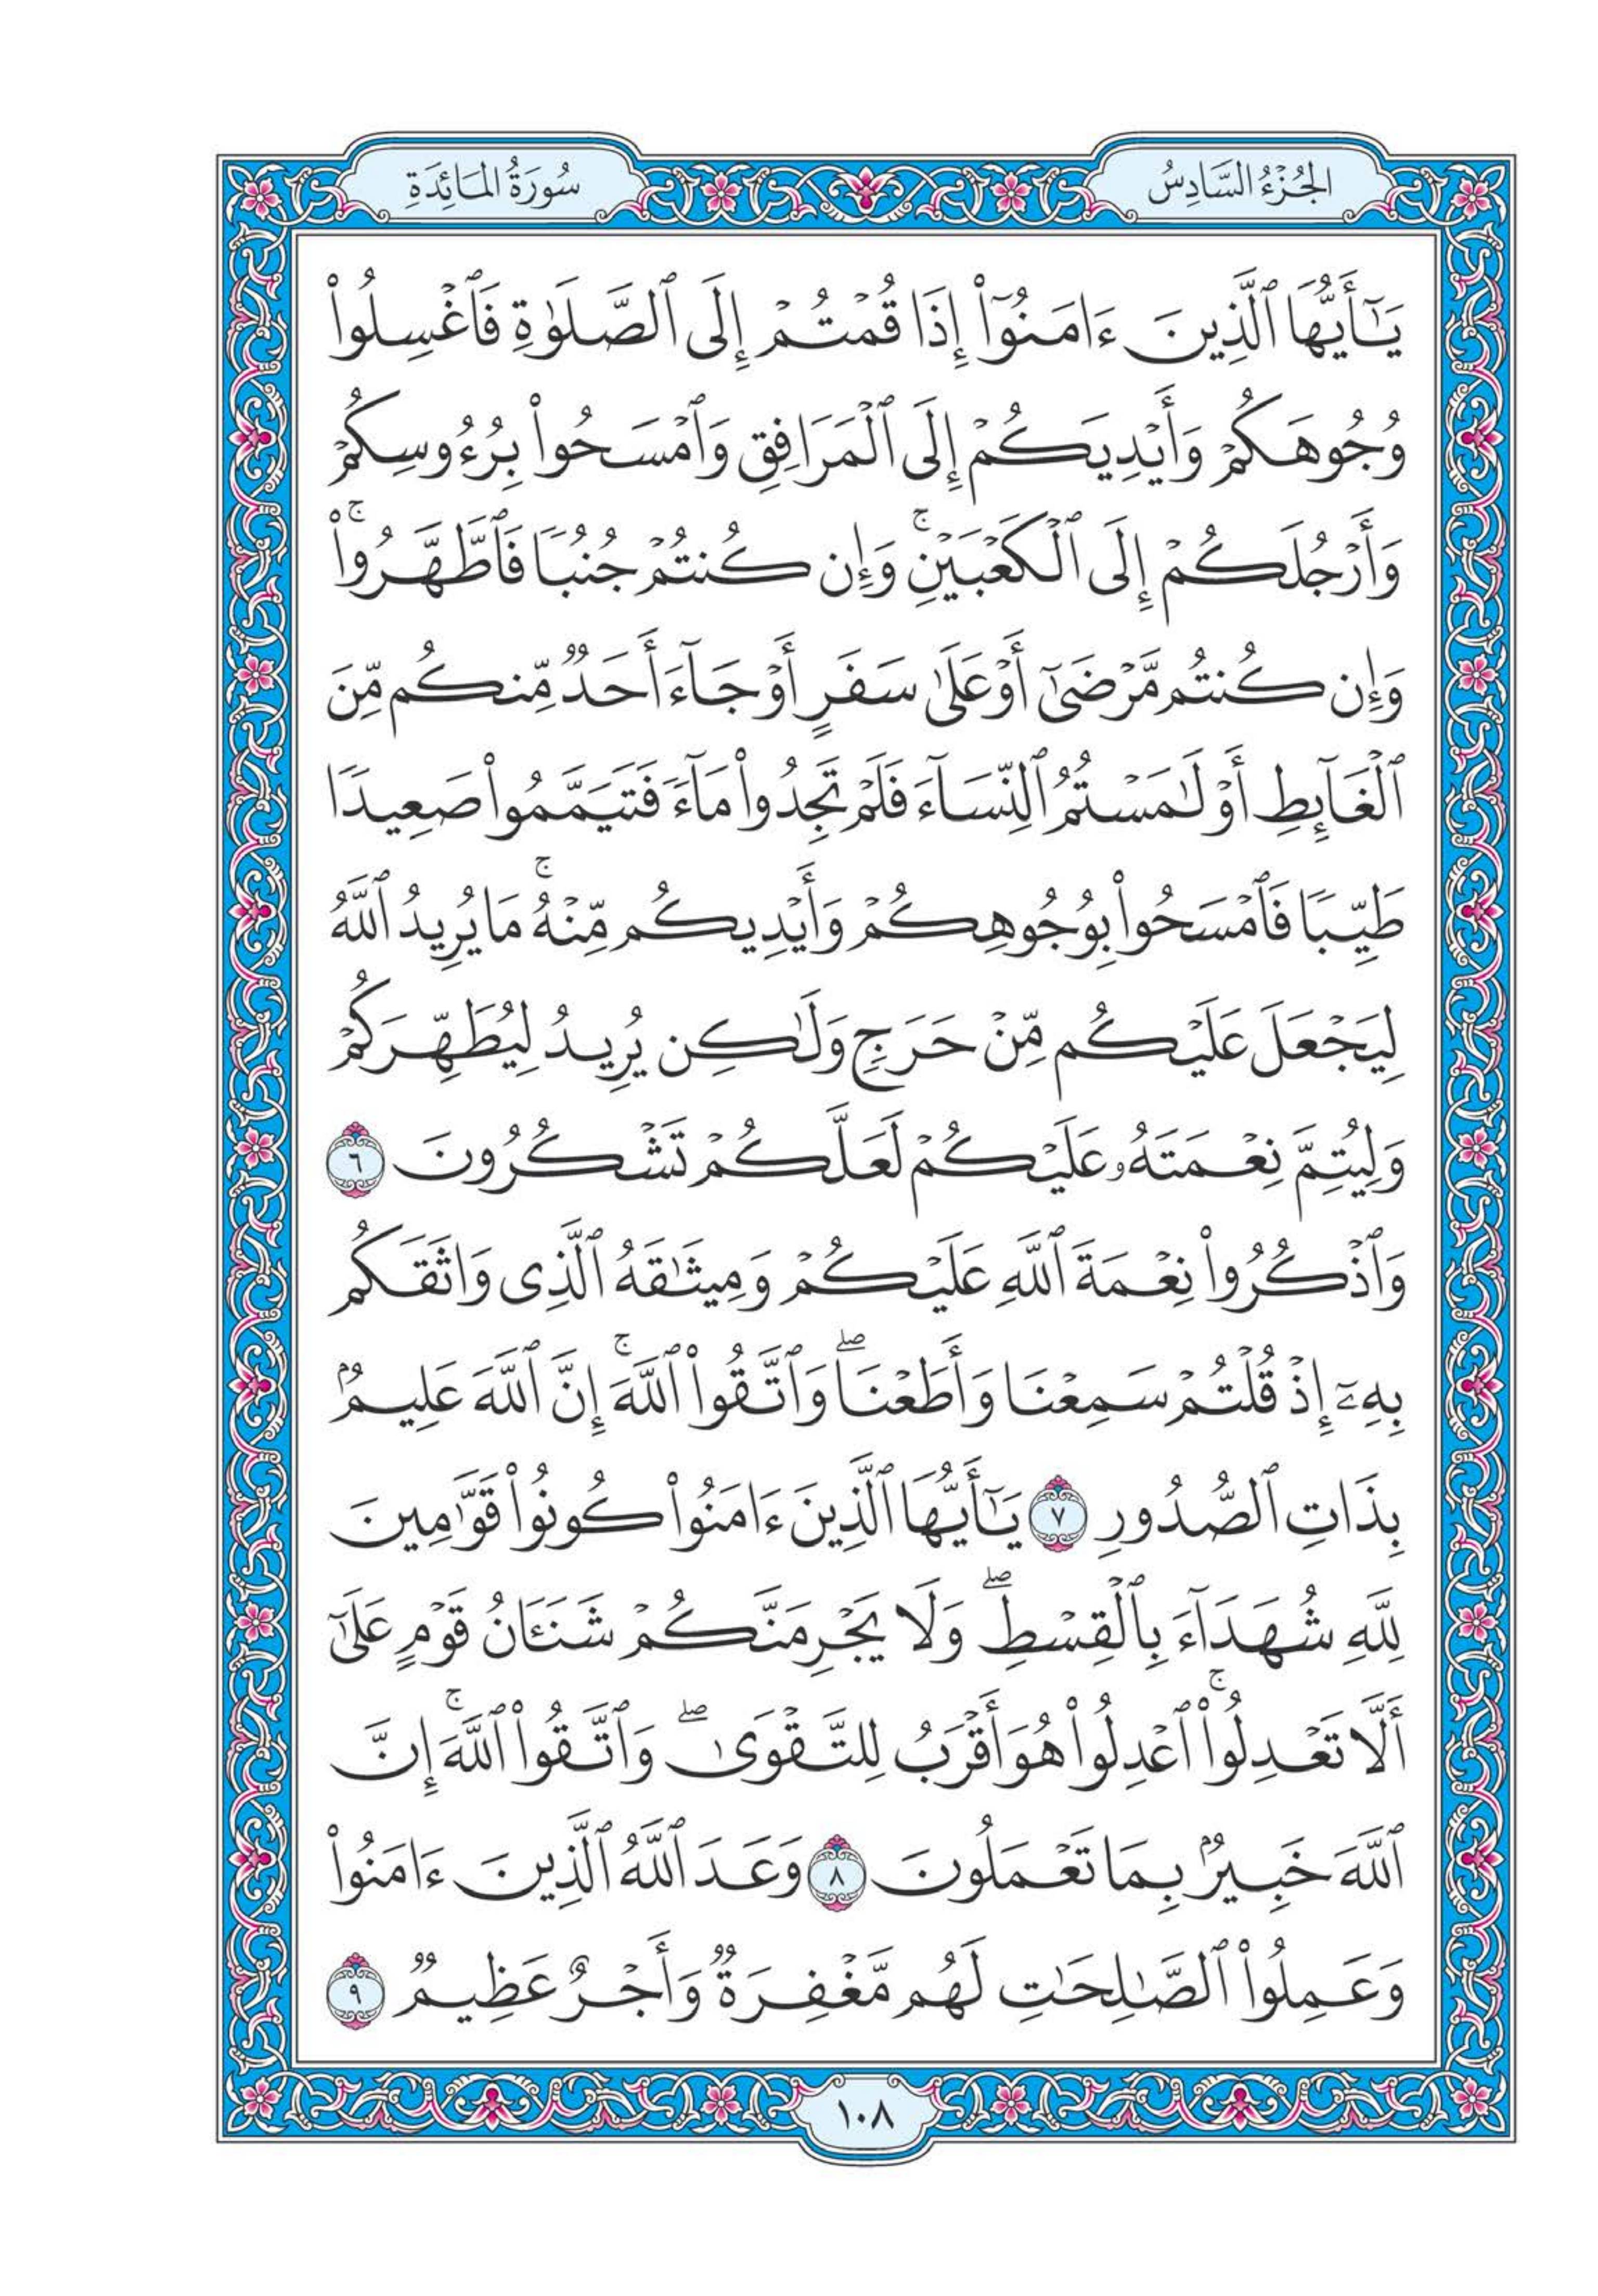 الجُزْءُ السَّادِسُ
سُورَةُ المَائِدَةِ
يَٰٓأَيُّهَا ٱلَّذِينَ ءَامَنُوٓاْ إِذَا قُمْتُمْ إِلَى ٱلصَّلَوٰةِ فَٱغْسِلُواْ
وُجُوهَكُمْ وَأَيْدِيَكُمْ إِلَى ٱلْمَرَافِقِ وَٱمْسَحُواْ بِرُءُوسِكُمْ
وَأَرْجُلَكُمْ إِلَى ٱلْكَعْبَيْنِۚ وَإِن كُنتُمْ جُنُبًا فَٱطَّهَّرُواْۚ
وَإِن كُنتُم مَّرْضَىٰٓ أَوْ عَلَىٰ سَفَرٍ أَوْ جَآءَ أَحَدٌ مِّنكُم مِّنَ
ٱلْغَآئِطِ أَوْ لَٰمَسْتُمُ ٱلنِّسَآءَ فَلَمْ تَجِدُواْ مَآءً فَتَيَمَّمُواْ صَعِيدًا
طَيِّبًا فَٱمْسَحُواْ بِوُجُوهِكُمْ وَأَيْدِيكُم مِّنْهُۚ مَا يُرِيدُ ٱللَّهُ
لِيَجْعَلَ عَلَيْكُم مِّنْ حَرَجٍ وَلَٰكِن يُرِيدُ لِيُطَهِّرَكُمْ
وَلِيُتِمَّ نِعْمَتَهُۥ عَلَيْكُمْ لَعَلَّكُمْ تَشْكُرُونَ ٦
وَٱذْكُرُواْ نِعْمَةَ ٱللَّهِ عَلَيْكُمْ وَمِيثَٰقَهُ ٱلَّذِى وَاثَقَكُم
بِهِۦٓ إِذْ قُلْتُمْ سَمِعْنَا وَأَطَعْنَاۖ وَٱتَّقُواْ ٱللَّهَۚ إِنَّ ٱللَّهَ عَلِيمٌۢ
بِذَاتِ ٱلصُّدُورِ ٧ يَٰٓأَيُّهَا ٱلَّذِينَ ءَامَنُواْ كُونُواْ قَوَّٰمِينَ
لِلَّهِ شُهَدَآءَ بِٱلْقِسْطِۖ وَلَا يَجْرِمَنَّكُمْ شَنَـَٔانُ قَوْمٍ عَلَىٰٓ
أَلَّا تَعْدِلُواْۚ ٱعْدِلُواْ هُوَ أَقْرَبُ لِلتَّقْوَىٰۖ وَٱتَّقُواْ ٱللَّهَۚ إِنَّ
ٱللَّهَ خَبِيرٌۢ بِمَا تَعْمَلُونَ ٨ وَعَدَ ٱللَّهُ ٱلَّذِينَ ءَامَنُواْ
وَعَمِلُواْ ٱلصَّٰلِحَٰتِ لَهُم مَّغْفِرَةٌ وَأَجْرٌ عَظِيمٌ ٩
١٠٨